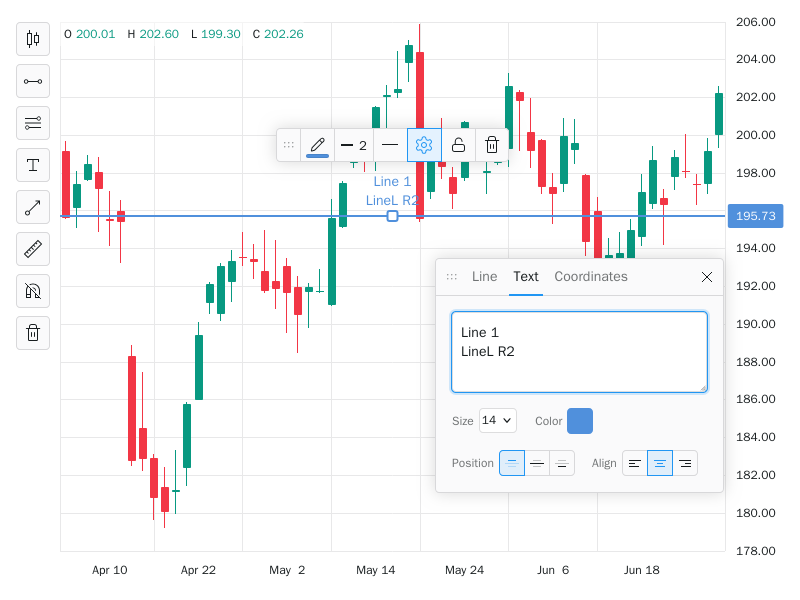 O 200.01 H 202.60 L 199.30 C 202.26
206.00
204.00
202.00
200.00
198.00
195.73
194.00
192.00
190.00
188.00
186.00
184.00
182.00
180.00
178.00
2
Line 1
LineL R2
Line Text Coordinates
Line 1
LineL R2
Size 14 Color
Position Align
Apr 10 Apr 22 May 2 May 14 May 24 Jun 6 Jun 18